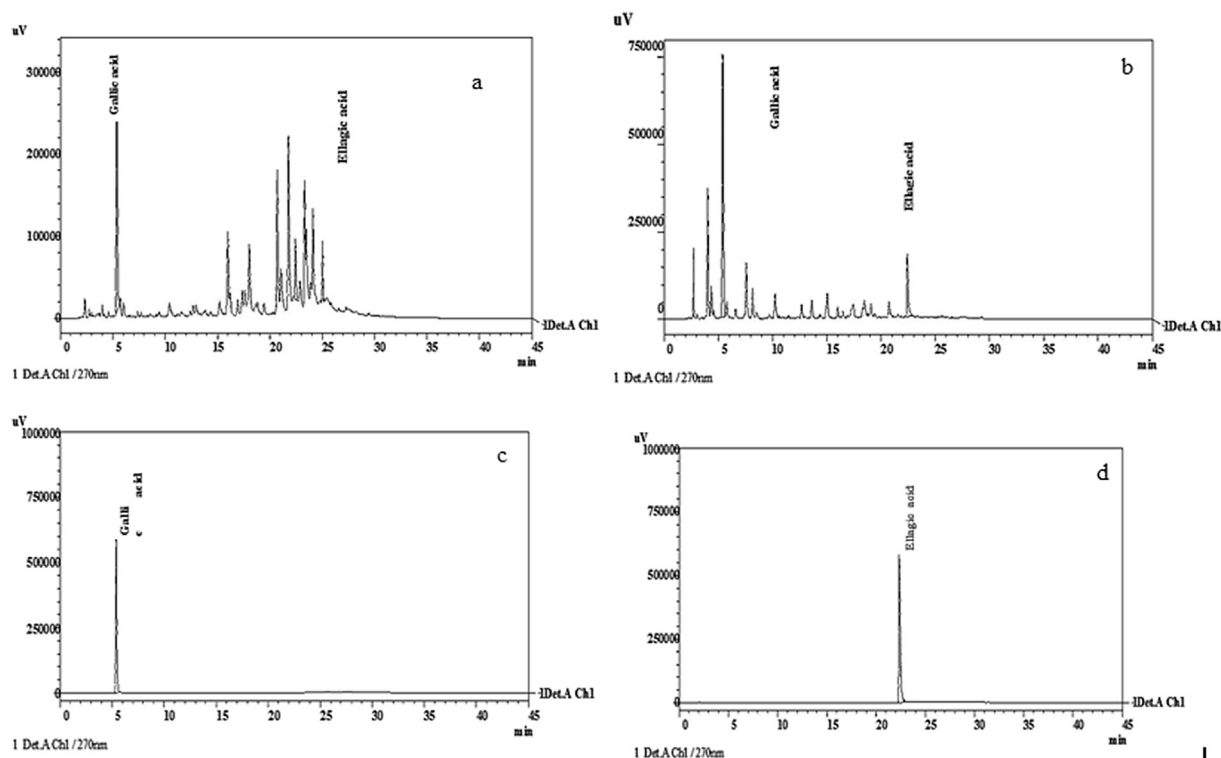 uV
300000
200000
100000
0
Gallic acid
Ellagic acid
a
-1Det.A Ch1
0 5 10 15 20 25 30 35 40 45
min
1 Det.A Ch1 / 270nm
uV
750000
500000
250000
0
Gallic acid
Ellagic acid
b
-1Det.A Ch1
0 5 10 15 20 25 30 35 40 45
min
1 Det.A Ch1 / 270nm
uV
1000000
750000
500000
250000
0
Galli acid
c
c
-1Det.A Ch1
0 5 10 15 20 25 30 35 40 45
min
1 Det.A Ch1 / 270nm
uV
1000000
750000
500000
250000
0
Ellagic acid
d
-1Det.A Ch1
0 5 10 15 20 25 30 35 40 45
min
1 Det.A Ch1 / 270nm